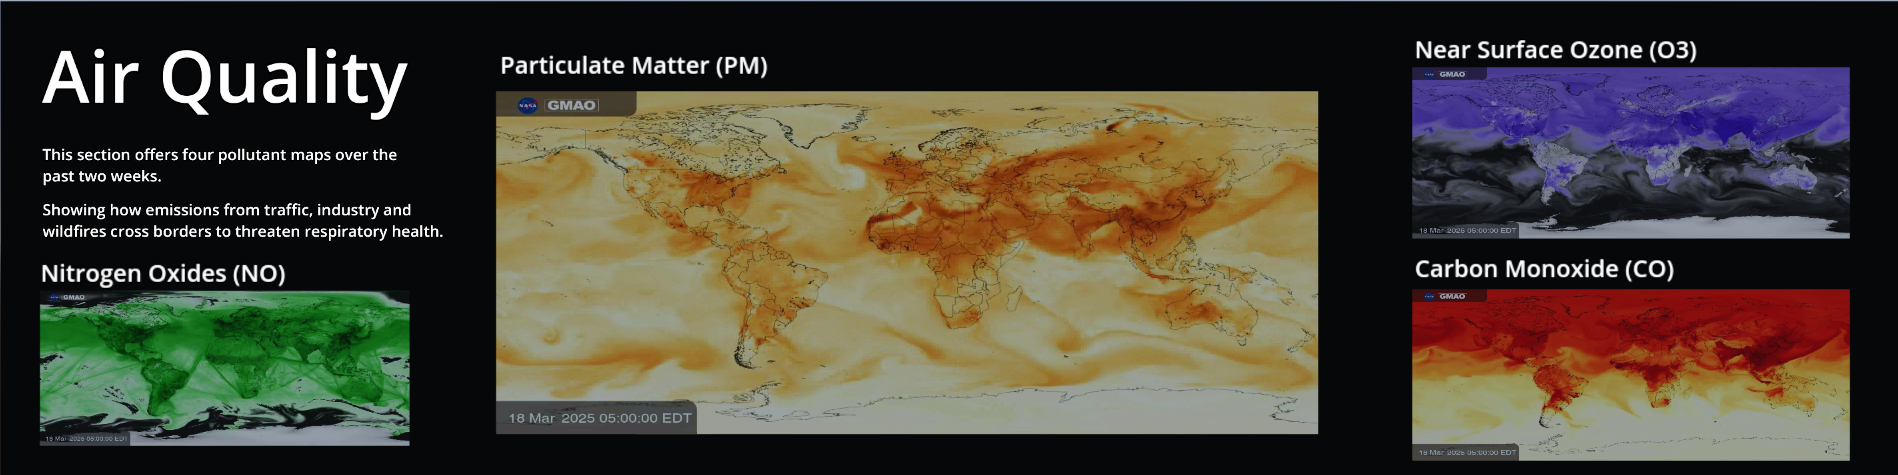 Air Quality
This section offers four pollutant maps over the
past two weeks.
Showing how emissions from traffic, industry and
wildfires cross borders to threaten respiratory health.
Nitrogen Oxides (NO)
NASA GMAO
18 Mar 2025 05:00:00 EDT
Particulate Matter (PM)
NASA GMAO
18 Mar 2025 05:00:00 EDT
Near Surface Ozone (O3)
NASA GMAO
18 Mar 2025 05:00:00 EDT
Carbon Monoxide (CO)
NASA GMAO
18 Mar 2025 05:00:00 EDT